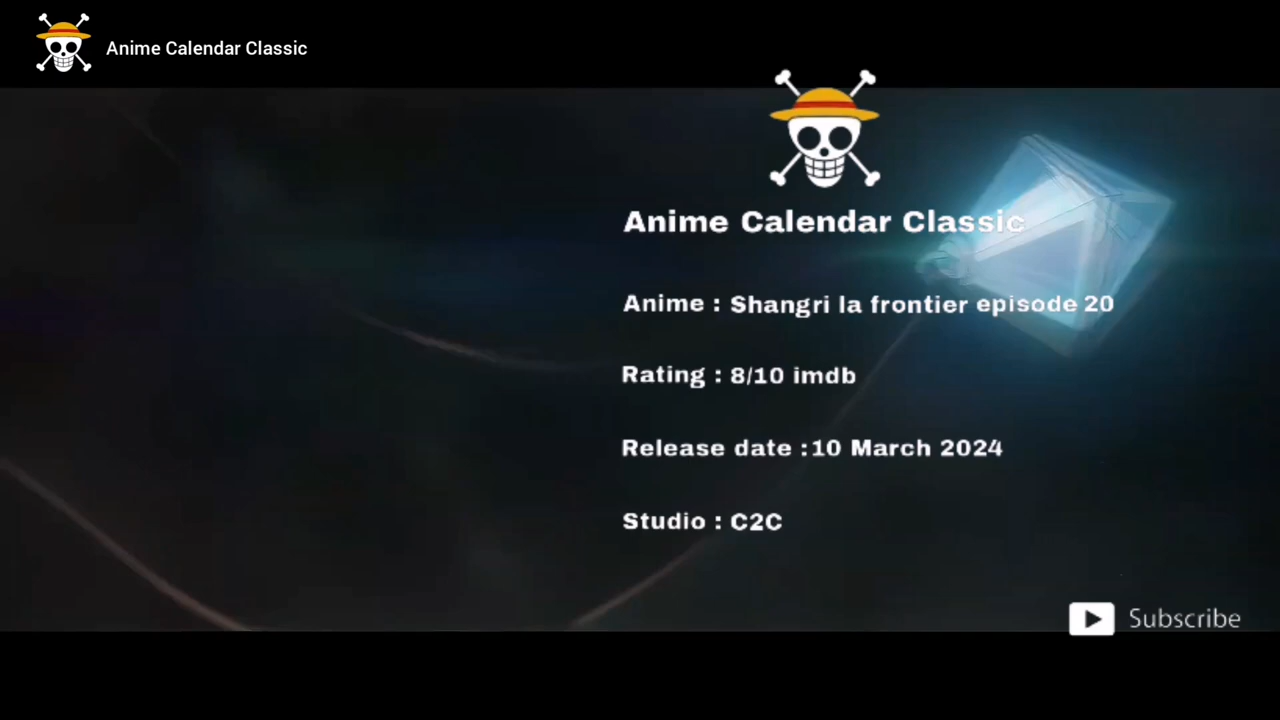 Anime Calendar Classic
Anime Calendar Classic
Anime : Shangri la frontier episode 20
Rating : 8/10 imdb
Release date :10 March 2024
Studio : C2C
Subscribe